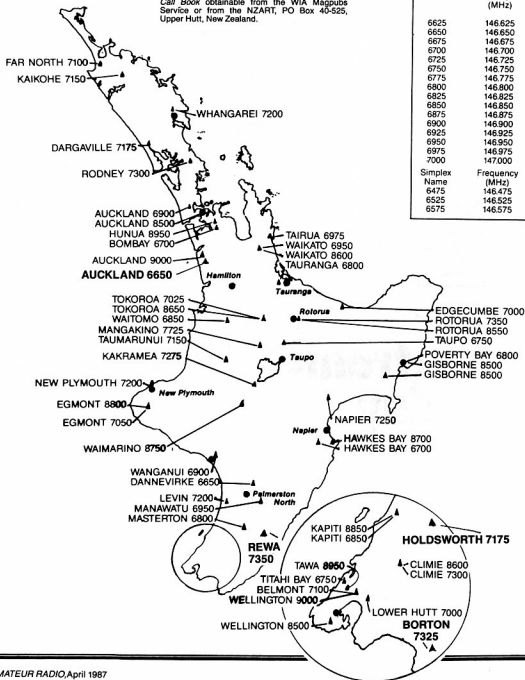 Call Book obtainable from the WIA Magpubs
Service or from the NZART, PO Box 40-525,
Upper Hutt, New Zealand.
(MHz)
6625 146.625
6650 146.650
6675 146.675
6700 146.700
6725 146.725
6750 146.750
6775 146.775
6800 146.800
6825 146.825
6850 146.850
6875 146.875
6900 146.900
6925 146.925
6950 146.950
6975 146.975
7000 147.000
Simplex Frequency
Name (MHz)
6475 146.475
6525 146.525
6575 146.575
FAR NORTH 7100
KAIKOHE 7150
WHANGAREI 7200
DARGAVILLE 7175
RODNEY 7300
AUCKLAND 6900
AUCKLAND 8500
HUNUA 8950
BOMBAY 6700
AUCKLAND 9000
AUCKLAND 6650
TAIRUA 6975
WAIKATO 6950
WAIKATO 8600
TAURANGA 6800
Hamilton
Tauranga
TOKOROA 7025
TOKOROA 8650
WAITOMO 6850
MANGAKINO 7725
TAUMARUNUI 7150
KAKRAMEA 7275
Rotorua
Taupo
EDGECUMBE 7000
ROTORUA 7350
ROTORUA 8550
TAUPO 6750
POVERTY BAY 6800
GISBORNE 8500
GISBORNE 8500
NEW PLYMOUTH 7200
New Plymouth
EGMONT 8800
EGMONT 7050
WAIMARINO 8750
NAPIER 7250
Napier
HAWKES BAY 8700
HAWKES BAY 6700
WANGANUI 6900
DANNEVIRKE 6650
LEVIN 7200
MANAWATU 6950
MASTERTON 6800
Palmerston
North
REWA
7350
KAPITI 8850
KAPITI 6850
HOLDSWORTH 7175
TAWA 8950
TITAHI BAY 6750
BELMONT 7100
WELLINGTON 9000
CLIMIE 8600
CLIMIE 7300
LOWER HUTT 7000
WELLINGTON 8500
BORTON
7325
MATEUR RADIO, April 1987